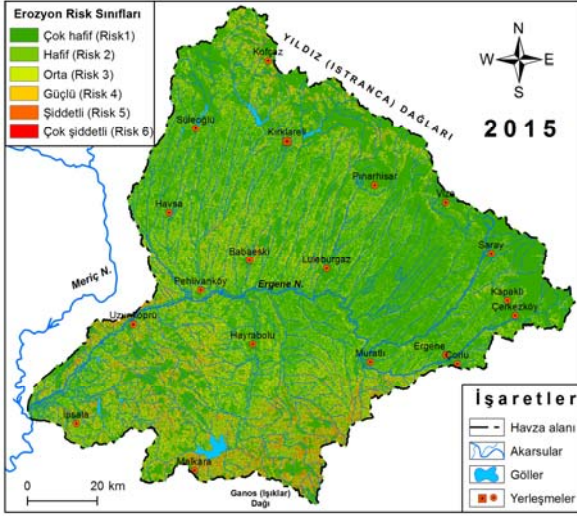 Erozyon Risk Sınıfları
Çok hafif (Risk1)
Hafif (Risk 2)
Orta (Risk 3)
Güçlü (Risk 4)
Şiddetli (Risk 5)
Çok şiddetli (Risk 6)
N
W E
S
2015
YILDIZ (ISTRANCA) DAĞLARI
Kofçaz
Süleoğlu
Kırklareli
Pınarhisar
Vize
Havsa
Saray
Babaeski
Lüleburgaz
Meriç N.
Pehlivanköy
Ergene N.
Kapaklı
Çerkezköy
Uzunköprü
Hayrabolu
Ergene
Muratlı
Çorlu
İpsala
Malkara
Ganos (Işıklar)
Dağı
0 20 km
İşaretler
Havza alanı
Akarsular
Göller
Yerleşmeler